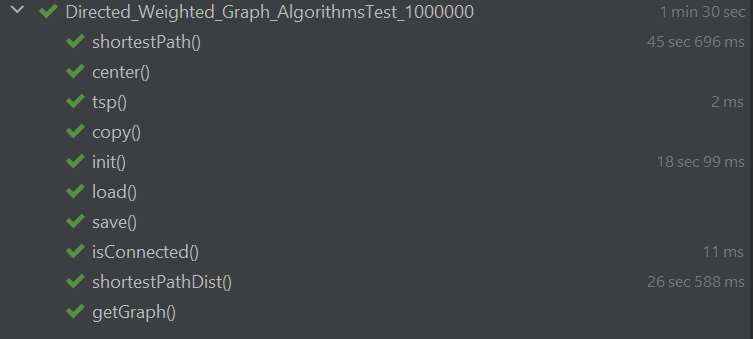 Directed_Weighted_Graph_AlgorithmsTest_1000000 1 min 30 sec
shortestPath() 45 sec 696 ms
center()
tsp() 2 ms
copy()
init() 18 sec 99 ms
load()
save()
isConnected() 11 ms
shortestPathDist() 26 sec 588 ms
getGraph()